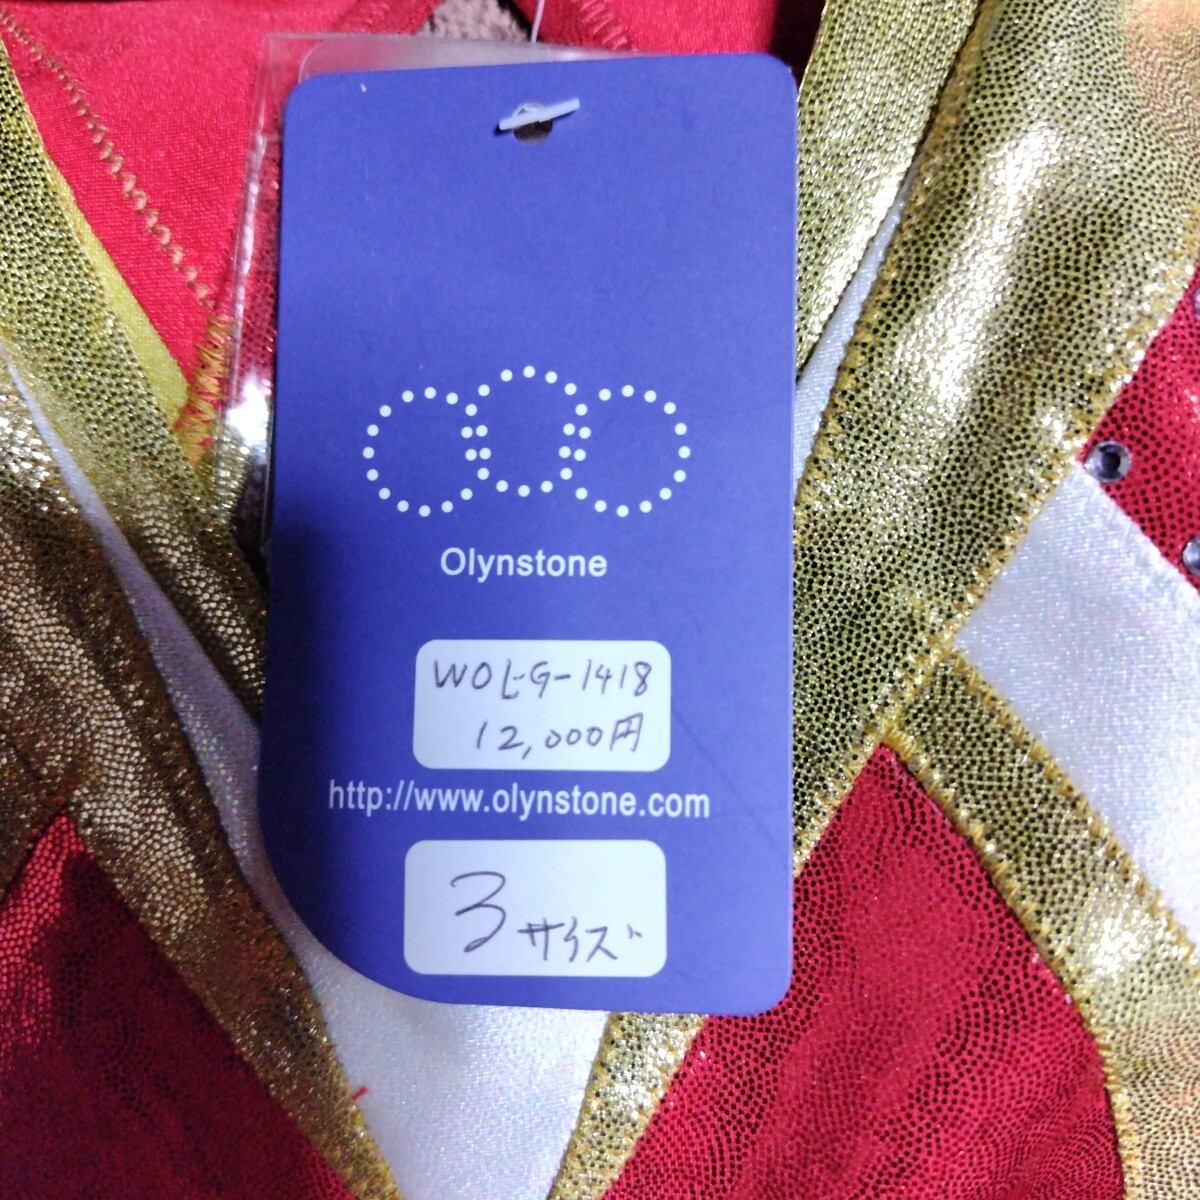 Olynstone
WOL-G-1418
12,000円
http://www.olynstone.com
3サイズ